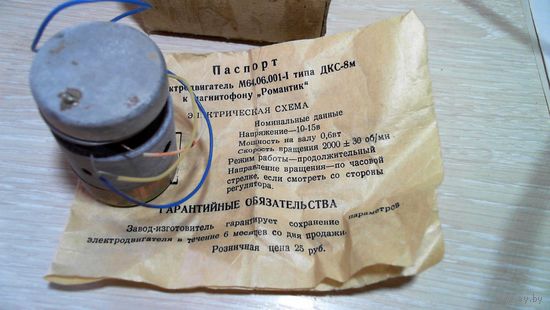 Паспорт
М64.06.001-I типа ДКС-8м
к магнитофону „Романтик"
СХЕМА
Номинальные данные
Напряжение—10-15в
Мощность на валу 0,6вт
Скорость вращения 2000 ± 30 об/мин
Режим работы—продолжительный
Направление вращения—по часовой
стрелке, если смотреть со стороны
регулятора.
ГАРАНТИЙНЫЕ ОБЯЗАТЕЛЬСТВА
Завод-изготовитель гарантирует сохранение параметров
электродвигателя в течение 6 месяцев со дня продажи.
Розничная цена 25 руб.